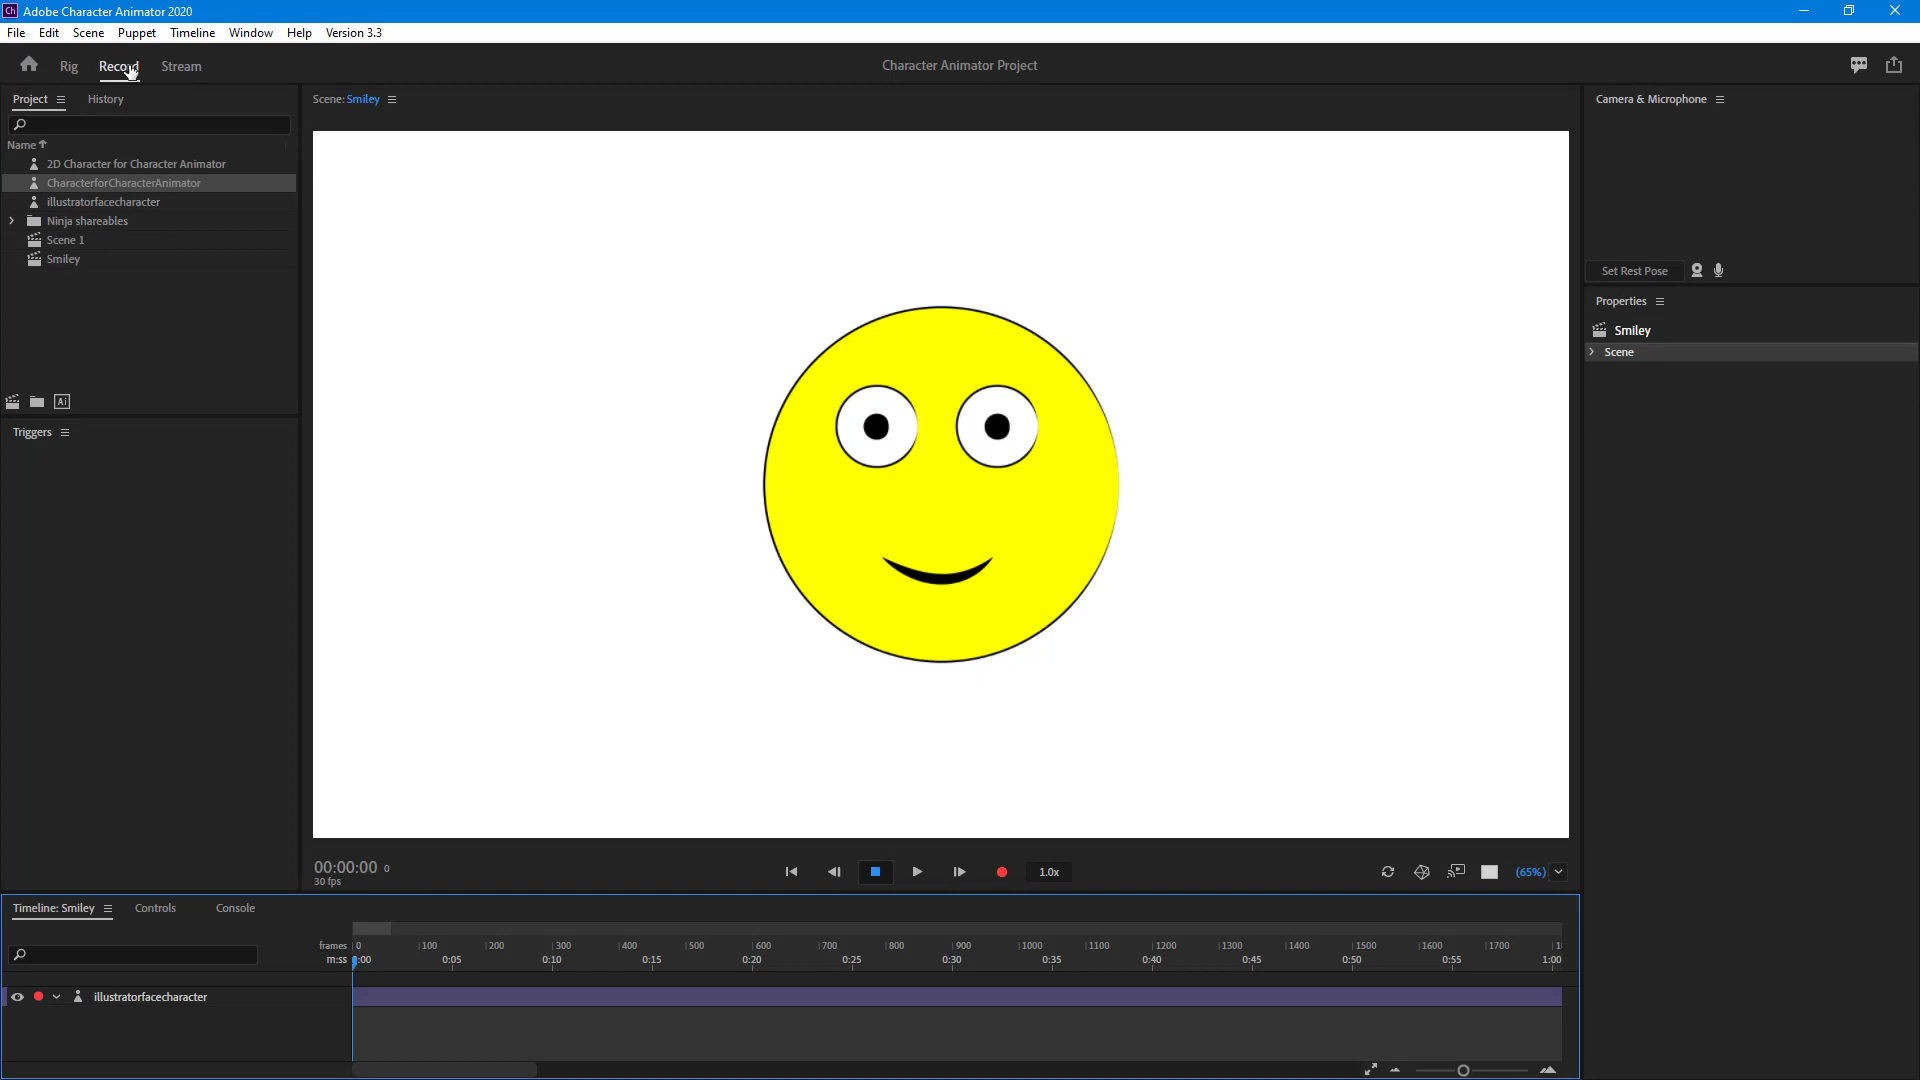 Ch Adobe Character Animator 2020
File Edit Scene Puppet Timeline Window Help Version 3.3
Rig Record Stream Character Animator Project
Project History
Scene: Smiley
Camera & Microphone
Name
2D Character for Character Animator
CharacterforCharacterAnimator
illustratorfacecharacter
Ninja shareables
Scene 1
Smiley
Set Rest Pose
Properties
Smiley
Scene
Ai
Triggers
00:00:00 0
30 fps
1.0x
(65%)
Timeline: Smiley Controls Console
frames 0 100 200 300 400 500 600 700 800 900 1000 1100 1200 1300 1400 1500 1600 1700
m:ss 0:05 0:10 0:15 0:20 0:25 0:30 0:35 0:40 0:45 0:50 0:55 1:00
illustratorfacecharacter